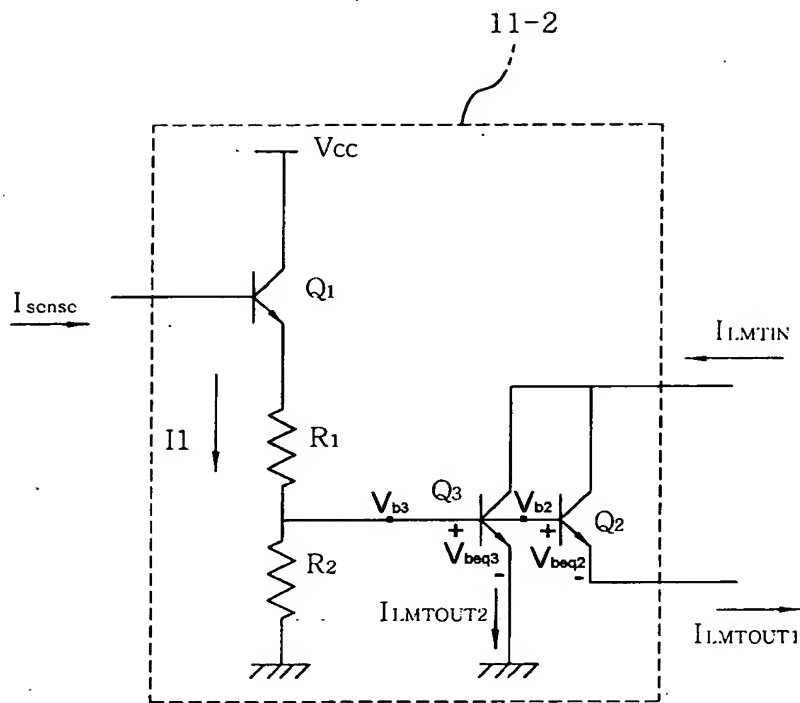 11-2
Vcc
Isense
Q1
ILMTIN
I1
R1
Vb3
Q3
Vb2
Q2
+
+
Vbeq3
Vbeq2
-
-
R2
ILMTOUT2
ILMTOUT1